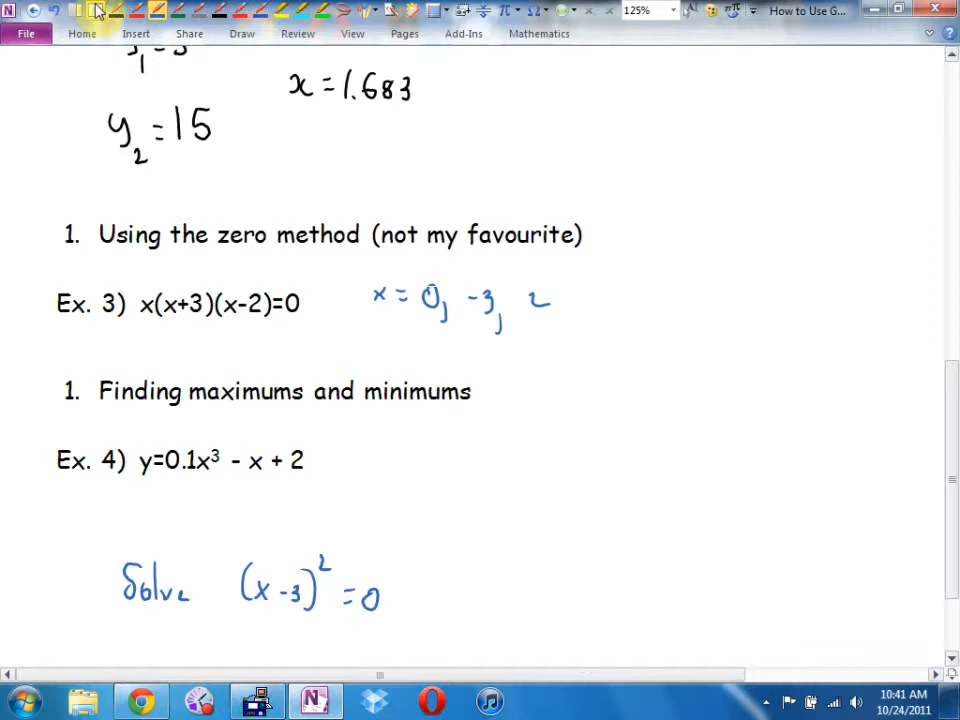 125% How to Use G...
File Home Insert Share Draw Review View Pages Add-Ins Mathematics
x = 1.683
y₂ = 15
1. Using the zero method (not my favourite)
Ex. 3) x(x+3)(x-2)=0 x = 0, -3, 2
1. Finding maximums and minimums
Ex. 4) y=0.1x³ - x + 2
Solve (x-3)² = 0
10:41 AM
10/24/2011